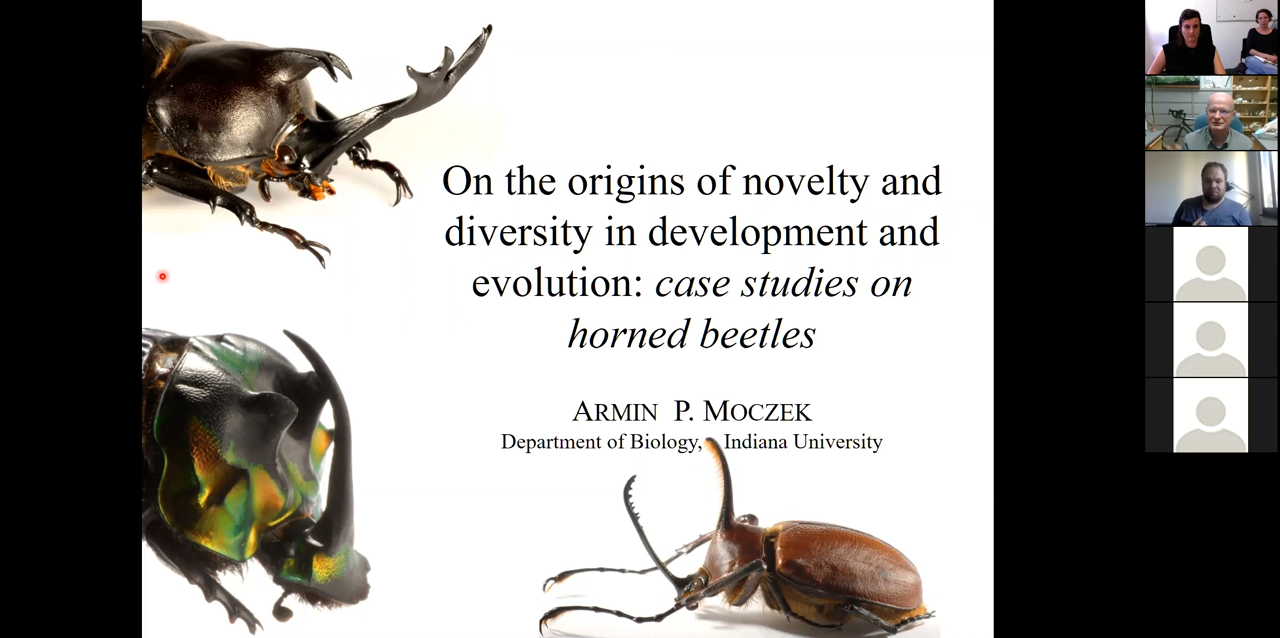 On the origins of novelty and
diversity in development and
evolution: case studies on
horned beetles
ARMIN P. MOCZEK
Department of Biology, Indiana University